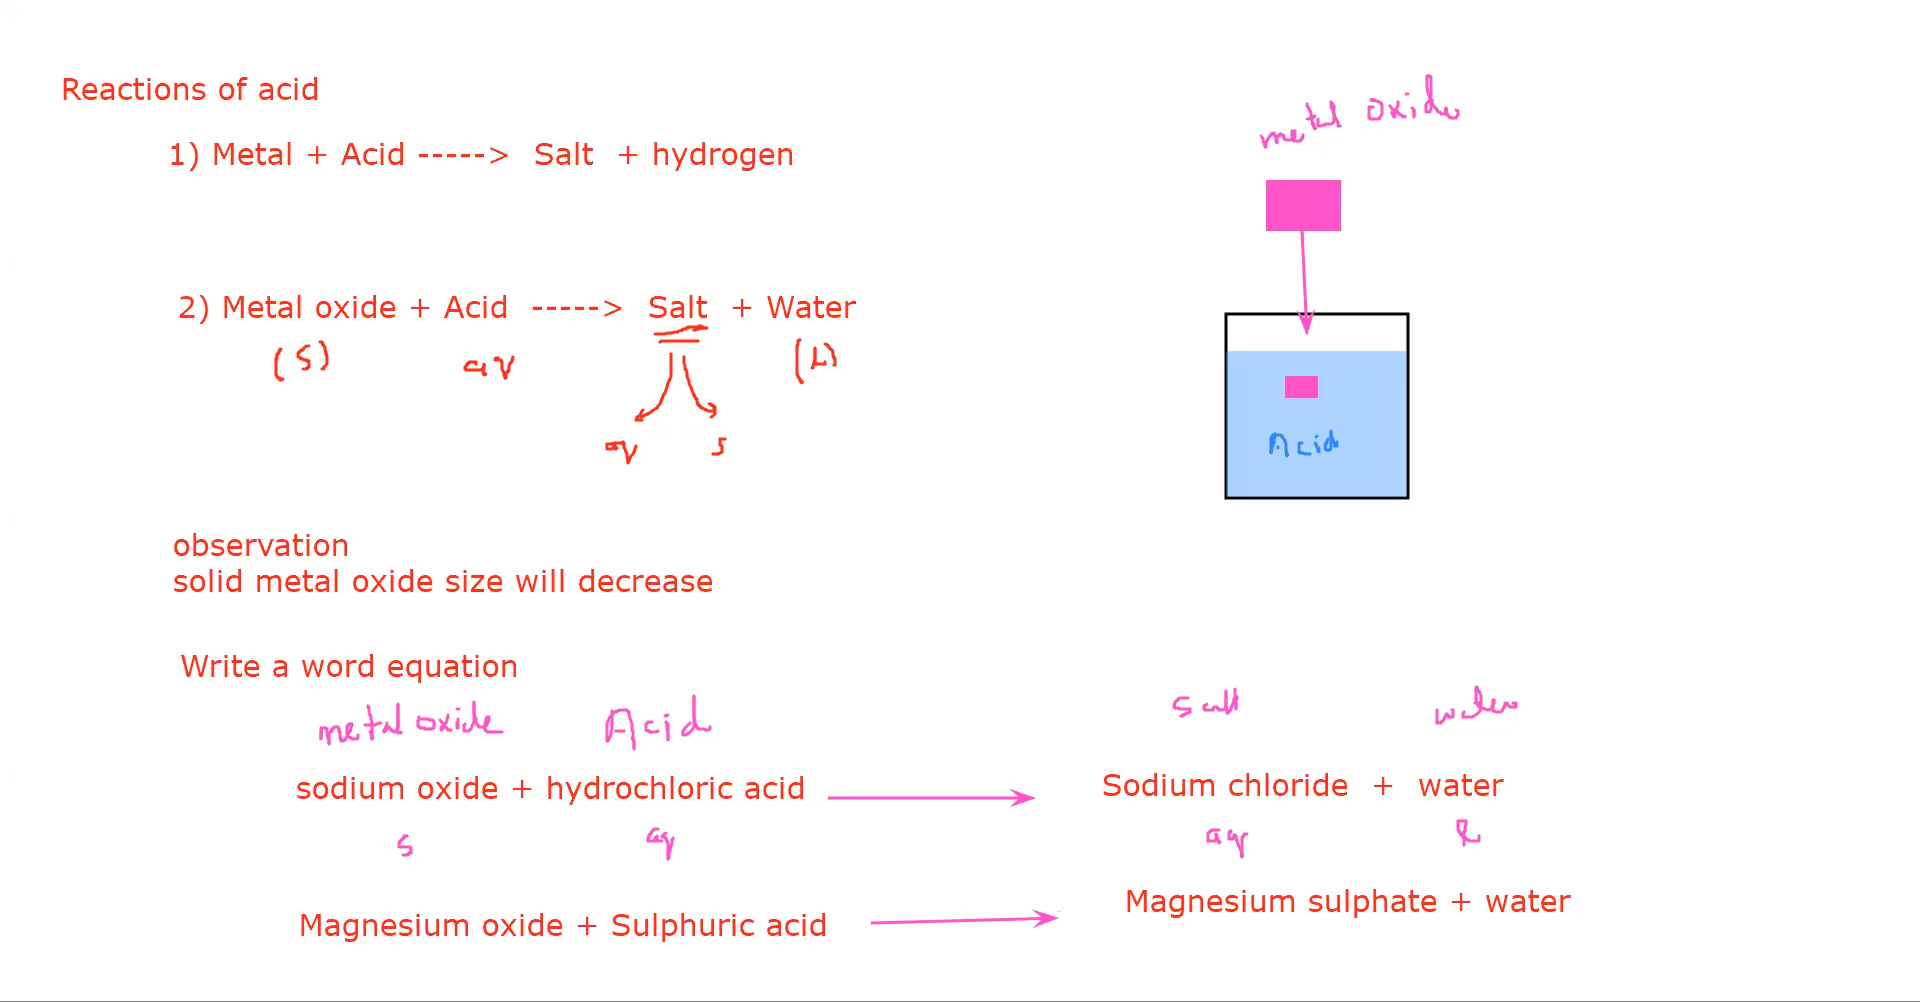 Reactions of acid
metal oxide
1) Metal + Acid -----> Salt + hydrogen
2) Metal oxide + Acid -----> Salt + Water
(s) aq (L)
aq s
Acid
observation
solid metal oxide size will decrease
Write a word equation
metal oxide Acid salt water
sodium oxide + hydrochloric acid Sodium chloride + water
s aq aq l
Magnesium oxide + Sulphuric acid Magnesium sulphate + water